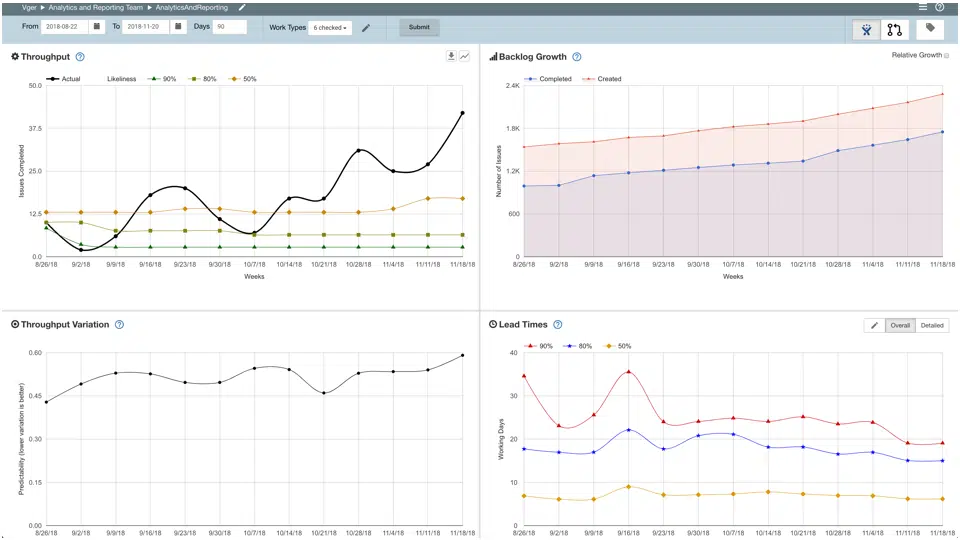 Vger ▸ Analytics and Reporting Team ▸ AnalyticsAndReporting
From 2018-08-22 To 2018-11-20 Days 90 Work Types 6 checked Submit
Throughput
Actual Likeliness 90% 80% 50%
50.0
37.5
25.0
12.5
0.0
Issues Completed
8/26/18 9/2/18 9/9/18 9/16/18 9/23/18 9/30/18 10/7/18 10/14/18 10/21/18 10/28/18 11/4/18 11/11/18 11/18/18
Weeks
Backlog Growth
Relative Growth
Completed Created
2.4K
1.8K
1.2K
600
0
Number of Issues
8/26/18 9/2/18 9/9/18 9/16/18 9/23/18 9/30/18 10/7/18 10/14/18 10/21/18 10/28/18 11/4/18 11/11/18 11/18/18
Weeks
Throughput Variation
0.60
0.45
0.30
0.15
0.00
Predictability (lower variation is better)
8/26/18 9/2/18 9/9/18 9/16/18 9/23/18 9/30/18 10/7/18 10/14/18 10/21/18 10/28/18 11/4/18 11/11/18 11/18/18
Lead Times
Overall Detailed
90% 80% 50%
40
30
20
10
0
Working Days
8/26/18 9/2/18 9/9/18 9/16/18 9/23/18 9/30/18 10/7/18 10/14/18 10/21/18 10/28/18 11/4/18 11/11/18 11/18/18